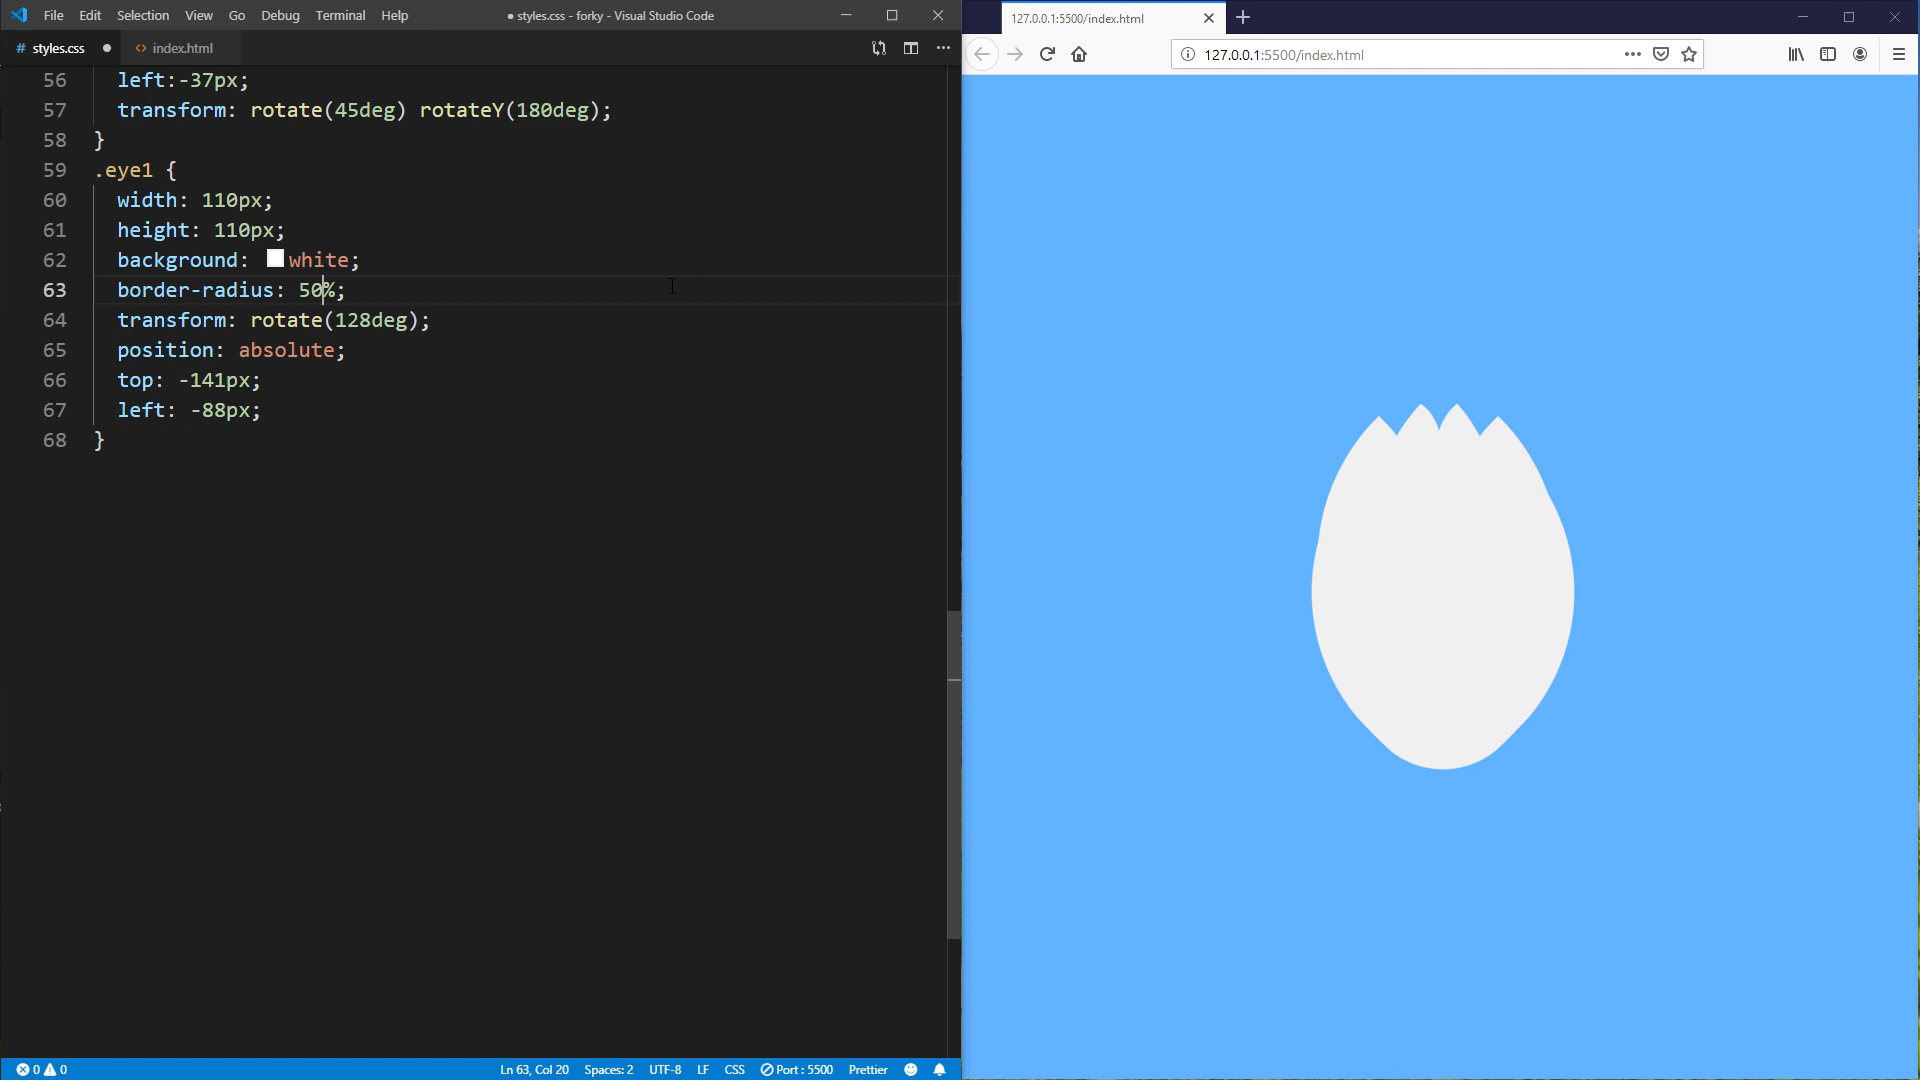 File Edit Selection View Go Debug Terminal Help ● styles.css - forky - Visual Studio Code
# styles.css ● <> index.html
56 left:-37px;
57 transform: rotate(45deg) rotateY(180deg);
58 }
59 .eye1 {
60 width: 110px;
61 height: 110px;
62 background: white;
63 border-radius: 50%;
64 transform: rotate(128deg);
65 position: absolute;
66 top: -141px;
67 left: -88px;
68 }
0 0 Ln 63, Col 20 Spaces: 2 UTF-8 LF CSS Port : 5500 Prettier
127.0.0.1:5500/index.html
127.0.0.1:5500/index.html